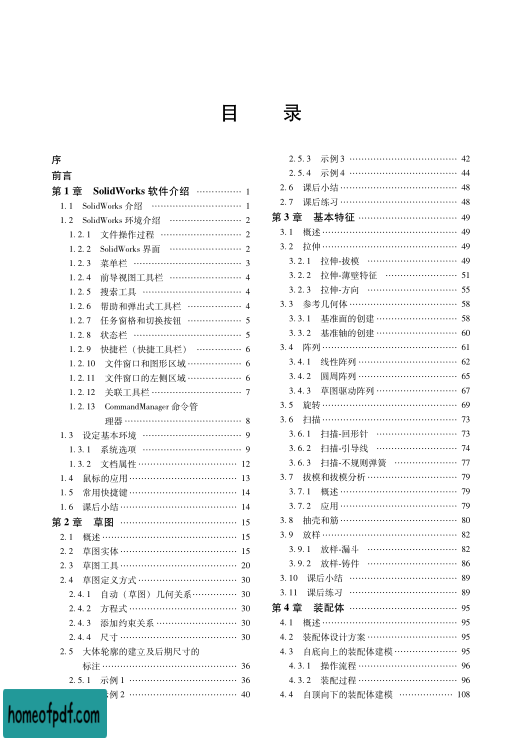 目 录
序
前言
第 1 章 SolidWorks 软件介绍 ……………… 1
1. 1 SolidWorks 介绍 ……………………… 1
1. 2 SolidWorks 环境介绍 ………………… 2
1. 2. 1 文件操作过程 ……………………… 2
1. 2. 2 SolidWorks 界面 …………………… 2
1. 2. 3 菜单栏 ……………………………… 3
1. 2. 4 前导视图工具栏 …………………… 4
1. 2. 5 搜索工具 …………………………… 4
1. 2. 6 帮助和弹出式工具栏 ……………… 4
1. 2. 7 任务窗格和切换按钮 ……………… 5
1. 2. 8 状态栏 ……………………………… 5
1. 2. 9 快捷栏（快捷工具栏） …………… 6
1. 2. 10 文件窗口和图形区域 …………… 6
1. 2. 11 文件窗口的左侧区域 …………… 6
1. 2. 12 关联工具栏 ……………………… 7
1. 2. 13 CommandManager 命令管
理器 ……………………………… 8
1. 3 设定基本环境 ………………………… 9
1. 3. 1 系统选项 …………………………… 9
1. 3. 2 文档属性 …………………………… 12
1. 4 鼠标的应用 …………………………… 13
1. 5 常用快捷键 …………………………… 14
1. 6 课后小结 ……………………………… 14
第 2 章 草图 ………………………………… 15
2. 1 概述 …………………………………… 15
2. 2 草图实体 ……………………………… 15
2. 3 草图工具 ……………………………… 20
2. 4 草图定义方式 ………………………… 30
2. 4. 1 自动（草图）几何关系 …………… 30
2. 4. 2 方程式 ……………………………… 30
2. 4. 3 添加约束关系 ……………………… 30
2. 4. 4 尺寸 ………………………………… 30
2. 5 大体轮廓的建立及后期尺寸的
标注 …………………………………… 36
2. 5. 1 示例 1 ……………………………… 36
示例 2 ……………………………… 40
2. 5. 3 示例 3 ……………………………… 42
2. 5. 4 示例 4 ……………………………… 44
2. 6 课后小结 ……………………………… 48
2. 7 课后练习 ……………………………… 48
第 3 章 基本特征 …………………………… 49
3. 1 概述 …………………………………… 49
3. 2 拉伸 …………………………………… 49
3. 2. 1 拉伸-拔模 ………………………… 49
3. 2. 2 拉伸-薄壁特征 …………………… 51
3. 2. 3 拉伸-方向 ………………………… 55
3. 3 参考几何体 …………………………… 58
3. 3. 1 基准面的创建 ……………………… 58
3. 3. 2 基准轴的创建 ……………………… 60
3. 4 阵列 …………………………………… 61
3. 4. 1 线性阵列 …………………………… 62
3. 4. 2 圆周阵列 …………………………… 65
3. 4. 3 草图驱动阵列 ……………………… 67
3. 5 旋转 …………………………………… 69
3. 6 扫描 …………………………………… 73
3. 6. 1 扫描-回形针 ……………………… 73
3. 6. 2 扫描-引导线 ……………………… 74
3. 6. 3 扫描-不规则弹簧 ………………… 77
3. 7 拔模和拔模分析 ……………………… 79
3. 7. 1 概述 ………………………………… 79
3. 7. 2 应用 ………………………………… 79
3. 8 抽壳和筋 ……………………………… 80
3. 9 放样 …………………………………… 82
3. 9. 1 放样-漏斗 ………………………… 82
3. 9. 2 放样-铸件 ………………………… 86
3. 10 课后小结 …………………………… 89
3. 11 课后练习 …………………………… 89
第 4 章 装配体 ……………………………… 95
4. 1 概述 …………………………………… 95
4. 2 装配体设计方案 ……………………… 95
4. 3 自底向上的装配体建模 ……………… 95
4. 3. 1 操作流程 …………………………… 96
4. 3. 2 装配过程 …………………………… 96
4. 4 自顶向下的装配体建模 ……………… 108
homeofpdf.com